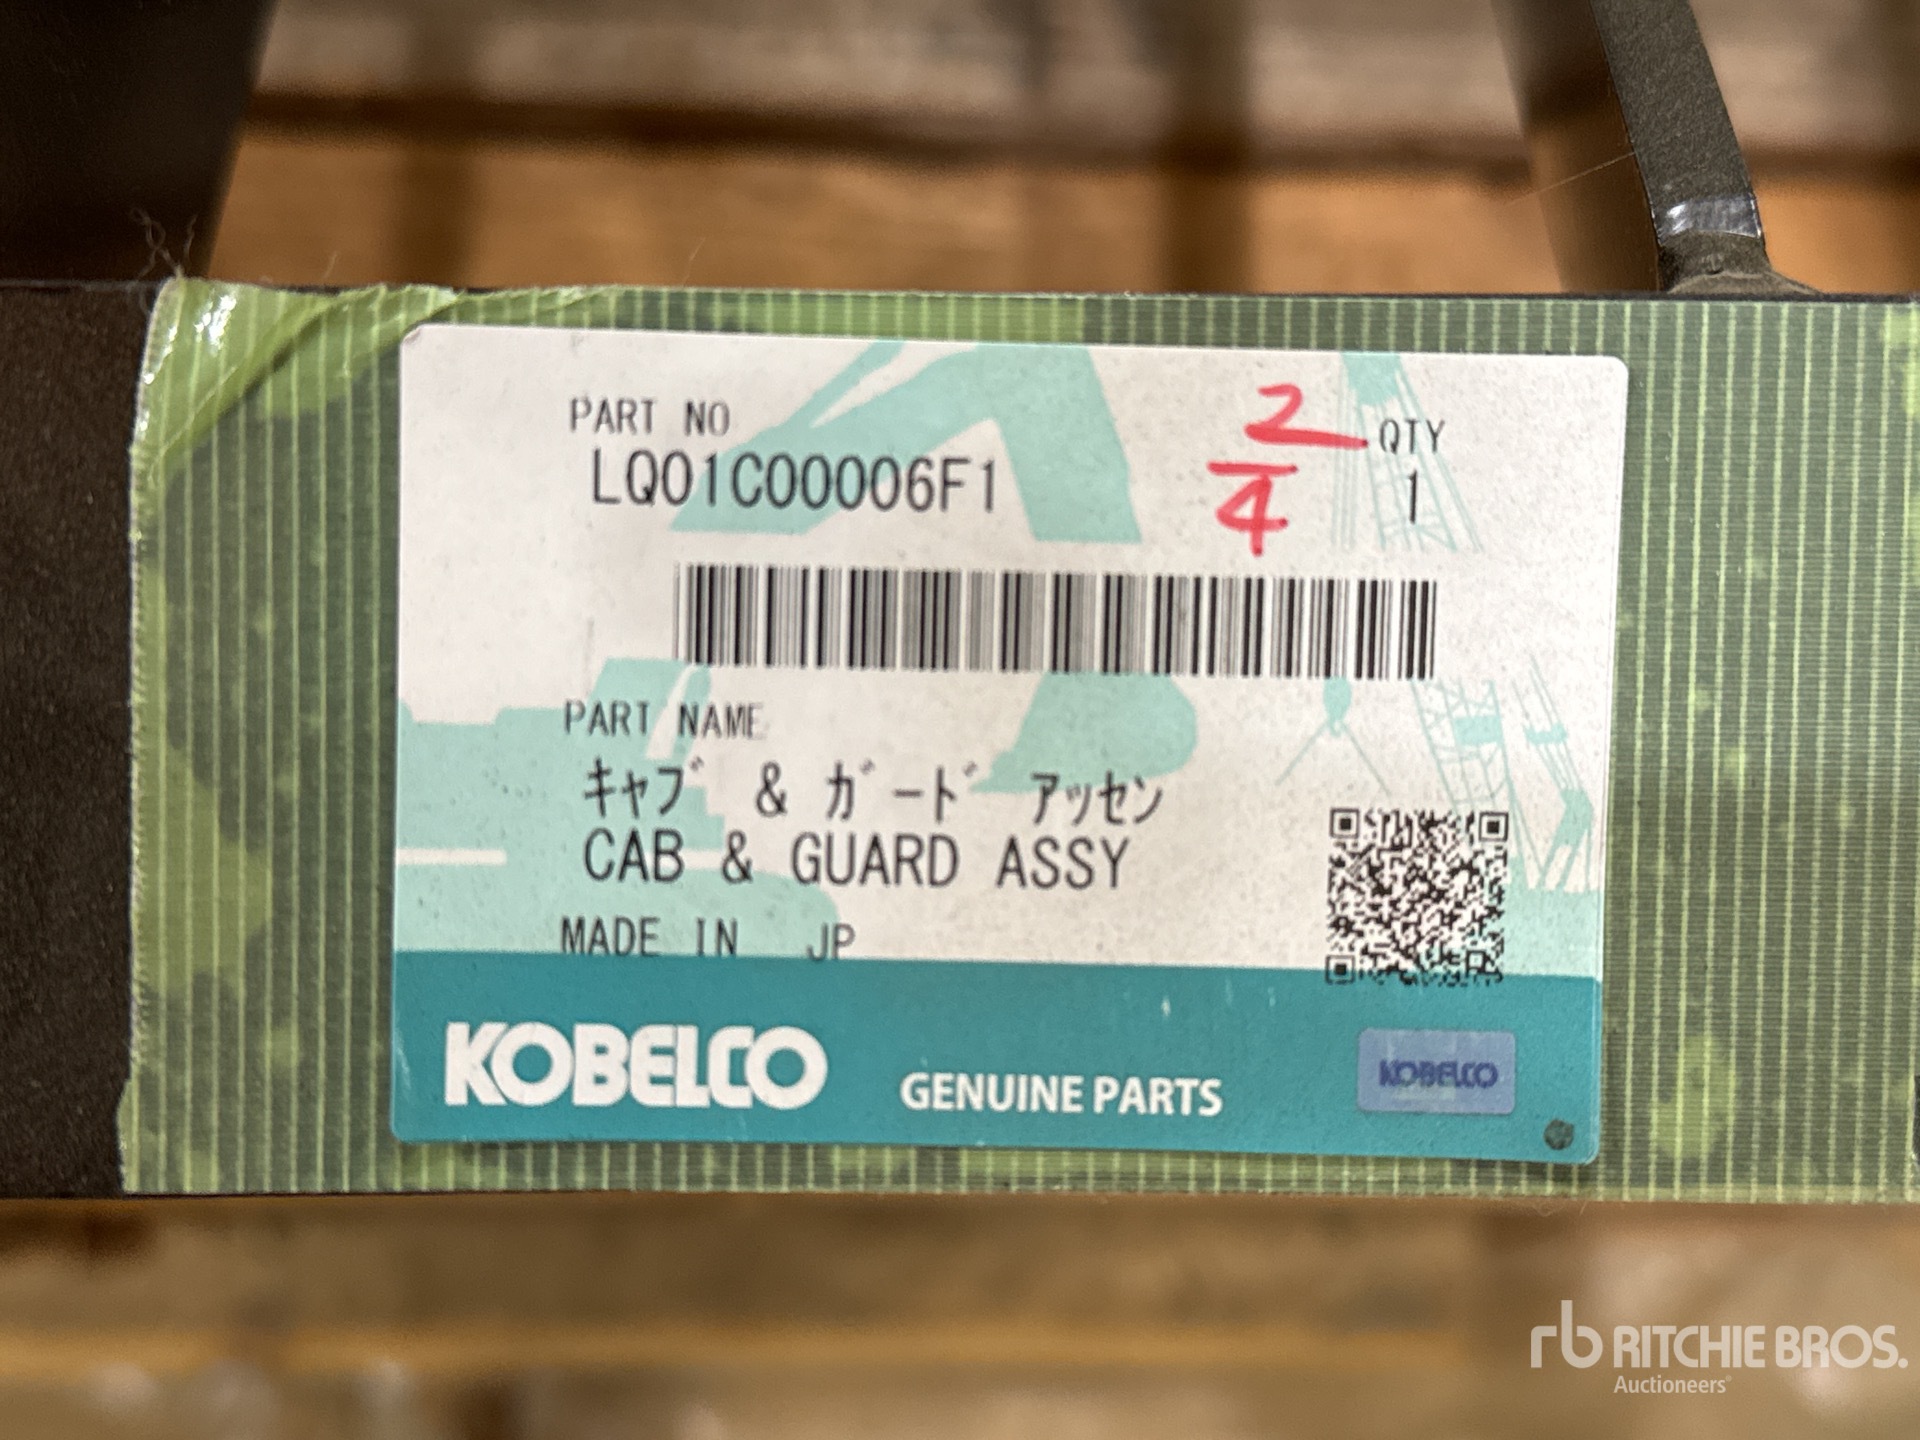 PART NO
LQ01C00006F1
2/4
QTY
1
PART NAME
ｷｬﾌﾞ & ｶﾞｰﾄﾞ ｱｯｾﾝ
CAB & GUARD ASSY
MADE IN JP
KOBELCO
GENUINE PARTS
KOBELCO
rb RITCHIE BROS.
Auctioneers